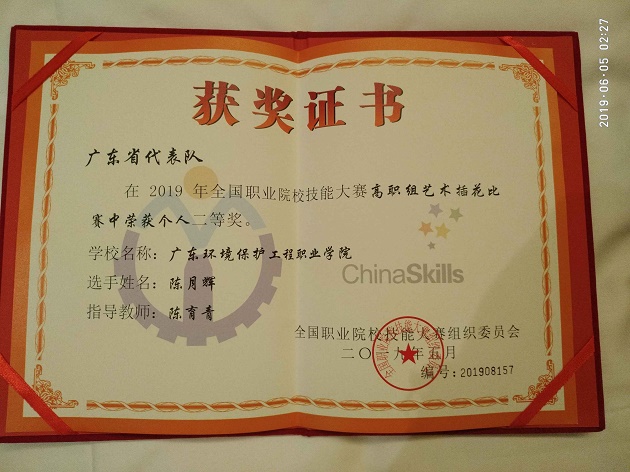 2019-06-05 02:27
获奖证书
广东省代表队
在 2019 年全国职业院校技能大赛高职组艺术插花比
赛中荣获个人二等奖。
学校名称：广东环境保护工程职业学院
ChinaSkills
选手姓名：陈月辉
指导教师：陈育青
全国职业院校技能大赛组织委员会
二〇一九年五月
编号：201908157